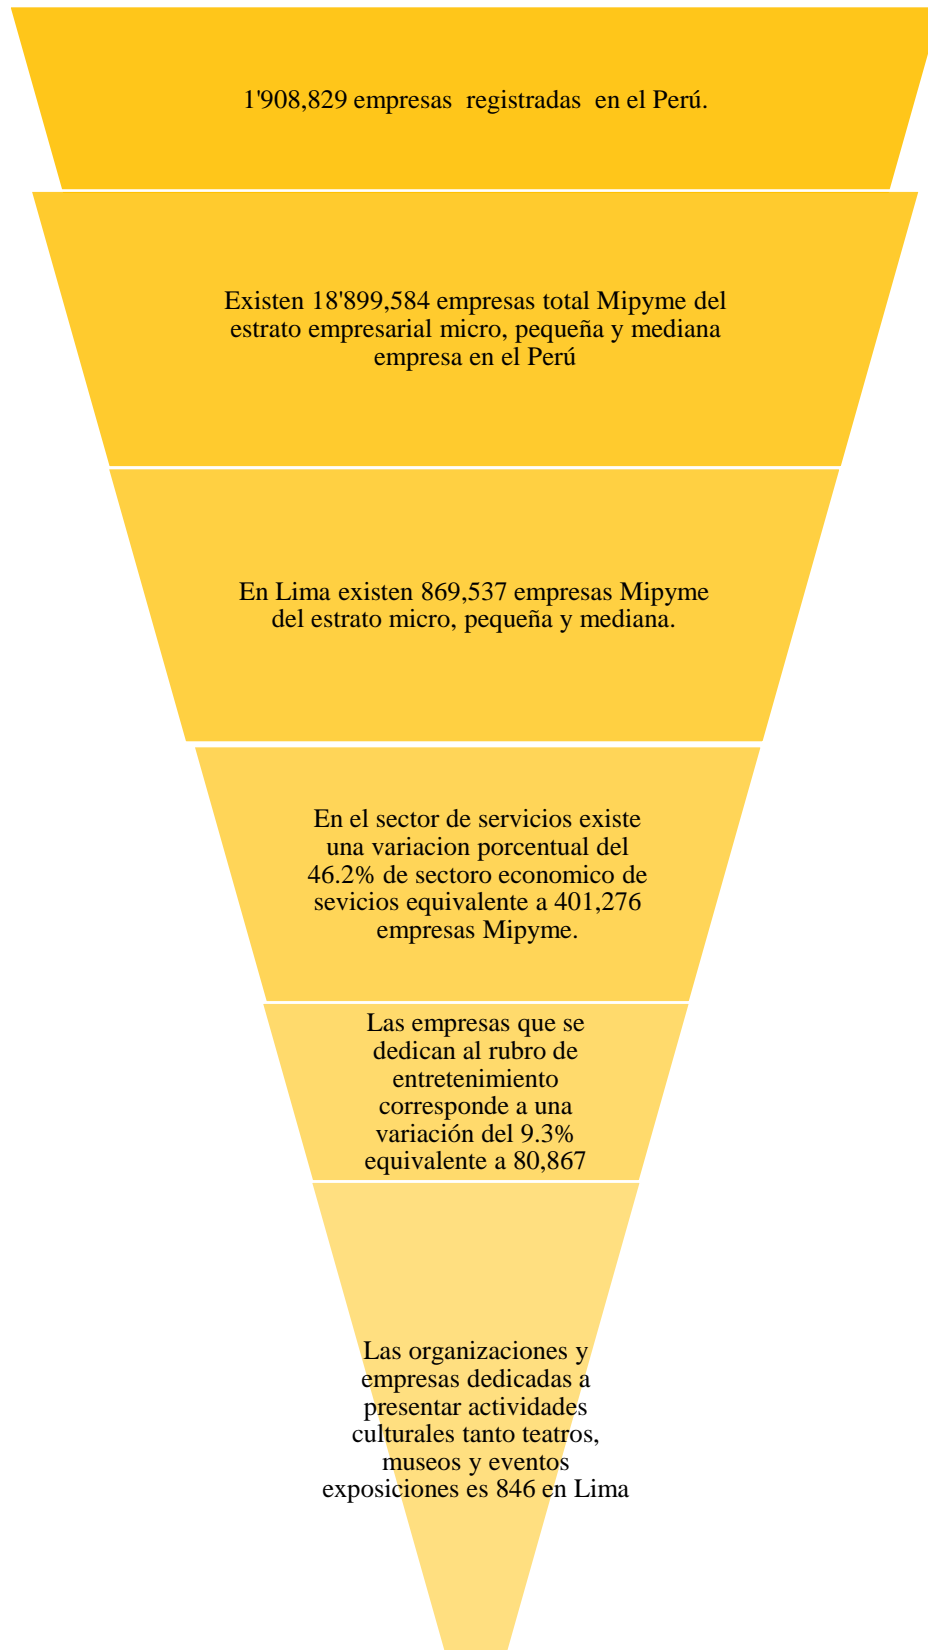 1'908,829 empresas  registradas  en el Perú.
Existen 18'899,584 empresas total Mipyme del
estrato empresarial micro, pequeña y mediana
empresa en el Perú
En Lima existen 869,537 empresas Mipyme
del estrato micro, pequeña y mediana.
En el sector de servicios existe
una variacion porcentual del
46.2% de sectoro economico de
sevicios equivalente a 401,276
empresas Mipyme.
Las empresas que se
dedican al rubro de
entretenimiento
corresponde a una
variación del 9.3%
equivalente a 80,867
Las organizaciones y
empresas dedicadas a
presentar actividades
culturales tanto teatros,
museos y eventos
exposiciones es 846 en Lima